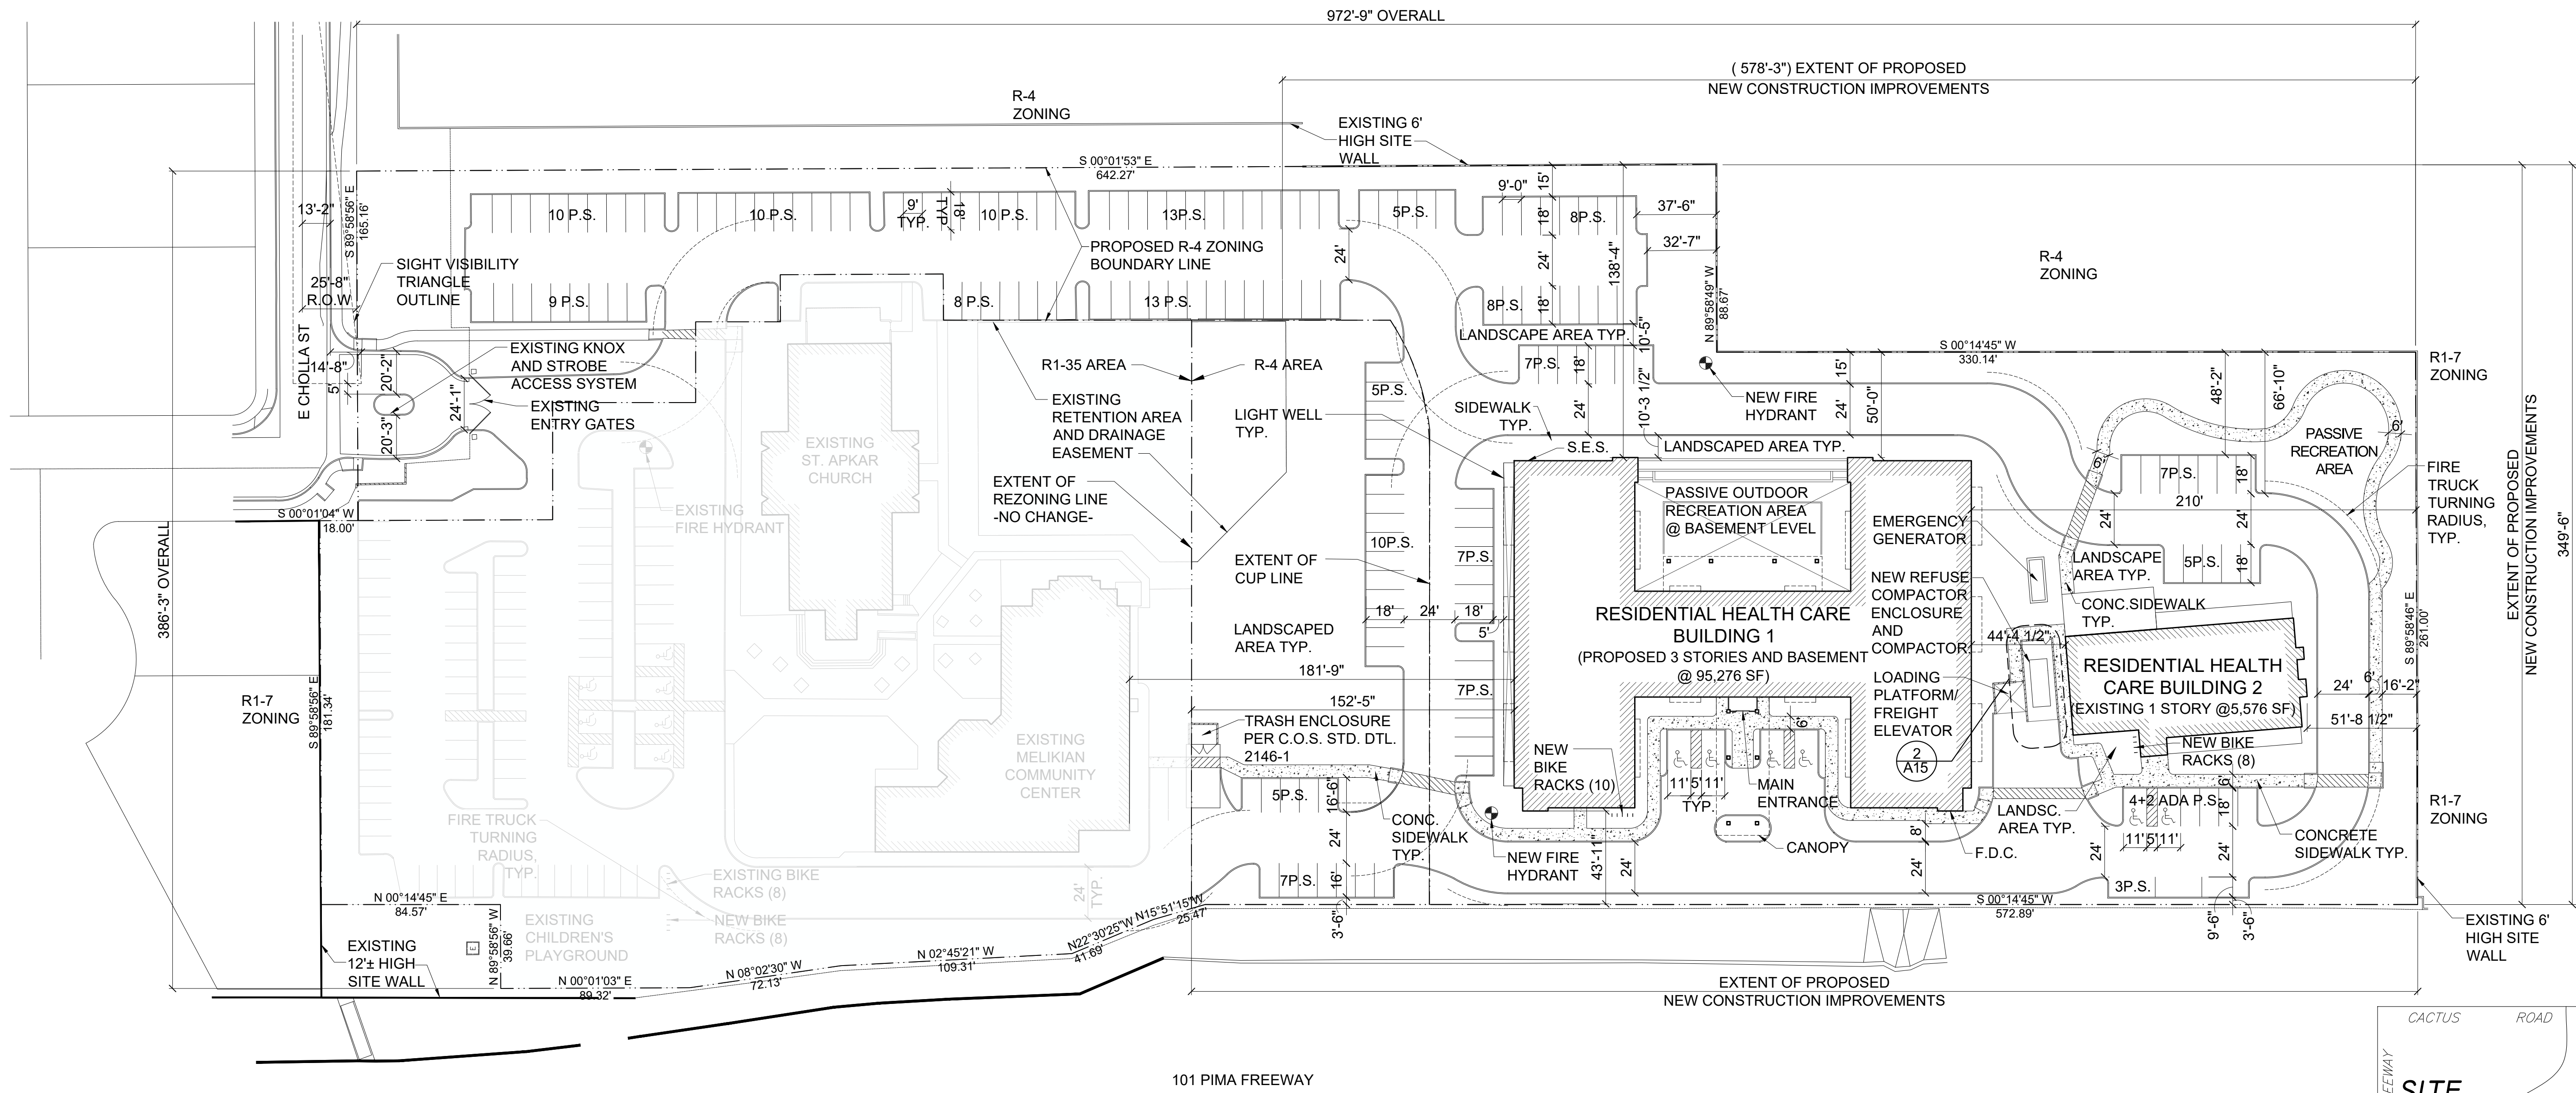 972'-9" OVERALL
( 578'-3") EXTENT OF PROPOSED
NEW CONSTRUCTION IMPROVEMENTS
R-4
ZONING
EXISTING 6'
HIGH SITE
WALL
S 00°01'53" E
642.27'
13'-2"
S 89°58'56" E
165.16'
10 P.S.
10 P.S.
9'
TYP.
18'
TYP.
10 P.S.
13P.S.
5P.S.
9'-0"
15'
18'
8P.S.
37'-6"
32'-7"
138'-4"
24'
24'
R-4
ZONING
PROPOSED R-4 ZONING
BOUNDARY LINE
SIGHT VISIBILITY
TRIANGLE
OUTLINE
25'-8"
R.O.W
9 P.S.
8 P.S.
13 P.S.
8P.S.
18'
LANDSCAPE AREA TYP.
10'-5"
N 89°58'49" W
88.67'
S 00°14'45" W
330.14'
R1-7
ZONING
E CHOLLA ST
14'-8"
5'
20'-2"
20'-3"
24'-1"
EXISTING KNOX
AND STROBE
ACCESS SYSTEM
EXISTING
ENTRY GATES
R1-35 AREA
R-4 AREA
7P.S.
18'
24'
10'-3 1/2"
15'
24'
50'-0"
48'-2"
66'-10"
NEW FIRE
HYDRANT
5P.S.
EXISTING
RETENTION AREA
AND DRAINAGE
EASEMENT
LIGHT WELL
TYP.
SIDEWALK
TYP.
S.E.S.
LANDSCAPED AREA TYP.
PASSIVE
RECREATION
AREA
6'
6'
EXISTING
ST. APKAR
CHURCH
EXTENT OF
REZONING LINE
-NO CHANGE-
EXISTING
FIRE HYDRANT
PASSIVE OUTDOOR
RECREATION AREA
@ BASEMENT LEVEL
7P.S.
18'
210'
24'
24'
FIRE
TRUCK
TURNING
RADIUS,
TYP.
EXTENT OF PROPOSED
NEW CONSTRUCTION IMPROVEMENTS
349'-6"
S 00°01'04" W
18.00'
386'-3" OVERALL
EMERGENCY
GENERATOR
10P.S.
7P.S.
EXTENT OF
CUP LINE
LANDSCAPE
AREA TYP.
5P.S.
18'
NEW REFUSE
COMPACTOR
ENCLOSURE
AND
COMPACTOR
CONC.SIDEWALK
TYP.
18'
24'
18'
5'
LANDSCAPED
AREA TYP.
RESIDENTIAL HEALTH CARE
BUILDING 1
(PROPOSED 3 STORIES AND BASEMENT
@ 95,276 SF)
44'-4 1/2"
S 89°58'46" E
261.00'
RESIDENTIAL HEALTH
CARE BUILDING 2
(EXISTING 1 STORY @5,576 SF)
24'
6'
16'-2"
51'-8 1/2"
R1-7
ZONING
S 89°58'56" E
181.34'
181'-9"
7P.S.
152'-5"
LOADING
PLATFORM/
FREIGHT
ELEVATOR
2
A15
TRASH ENCLOSURE
PER C.O.S. STD. DTL.
2146-1
EXISTING
MELIKIAN
COMMUNITY
CENTER
NEW
BIKE
RACKS (10)
6'
11'
5'
11'
TYP.
MAIN
ENTRANCE
NEW BIKE
RACKS (8)
6'
5P.S.
16'-6"
4+2 ADA P.S.
18'
R1-7
ZONING
CONC.
SIDEWALK
TYP.
CANOPY
LANDSC.
AREA TYP.
11'
5'
11'
CONCRETE
SIDEWALK TYP.
FIRE TRUCK
TURNING
RADIUS,
TYP.
24'
NEW FIRE
HYDRANT
43'-11"
24'
8'
24'
F.D.C.
24'
24'
EXISTING BIKE
RACKS (8)
24'
TYP.
7P.S.
16'
3P.S.
N 00°14'45" E
84.57'
N 89°58'56" W
39.66'
EXISTING
CHILDREN'S
PLAYGROUND
NEW BIKE
RACKS (8)
N22°30'25"W
41.69'
N15°51'15"W
25.47'
3'-6"
S 00°14'45" W
572.89'
9'-6"
3'-6"
EXISTING 6'
HIGH SITE
WALL
EXISTING
12'± HIGH
SITE WALL
E
N 00°01'03" E
89.32'
N 08°02'30" W
72.13'
N 02°45'21" W
109.31'
EXTENT OF PROPOSED
NEW CONSTRUCTION IMPROVEMENTS
101 PIMA FREEWAY
CACTUS ROAD
SITE